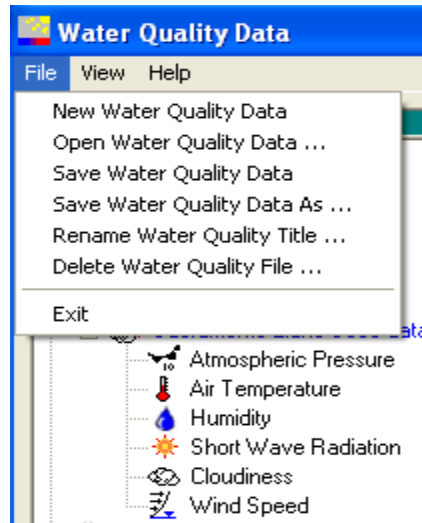 Water Quality Data
File View Help
New Water Quality Data
Open Water Quality Data ...
Save Water Quality Data
Save Water Quality Data As ...
Rename Water Quality Title ...
Delete Water Quality File ...
Exit
Atmospheric Pressure
Air Temperature
Humidity
Short Wave Radiation
Cloudiness
Wind Speed